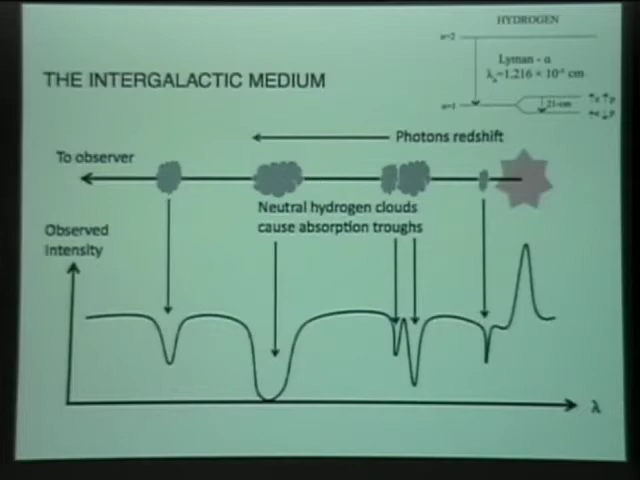 HYDROGEN
n=2
Lyman - α
λ =1.216 × 10⁻⁵ cm
n=1
21-cm
THE INTERGALACTIC MEDIUM
Photons redshift
To observer
Neutral hydrogen clouds
cause absorption troughs
Observed
Intensity
λ